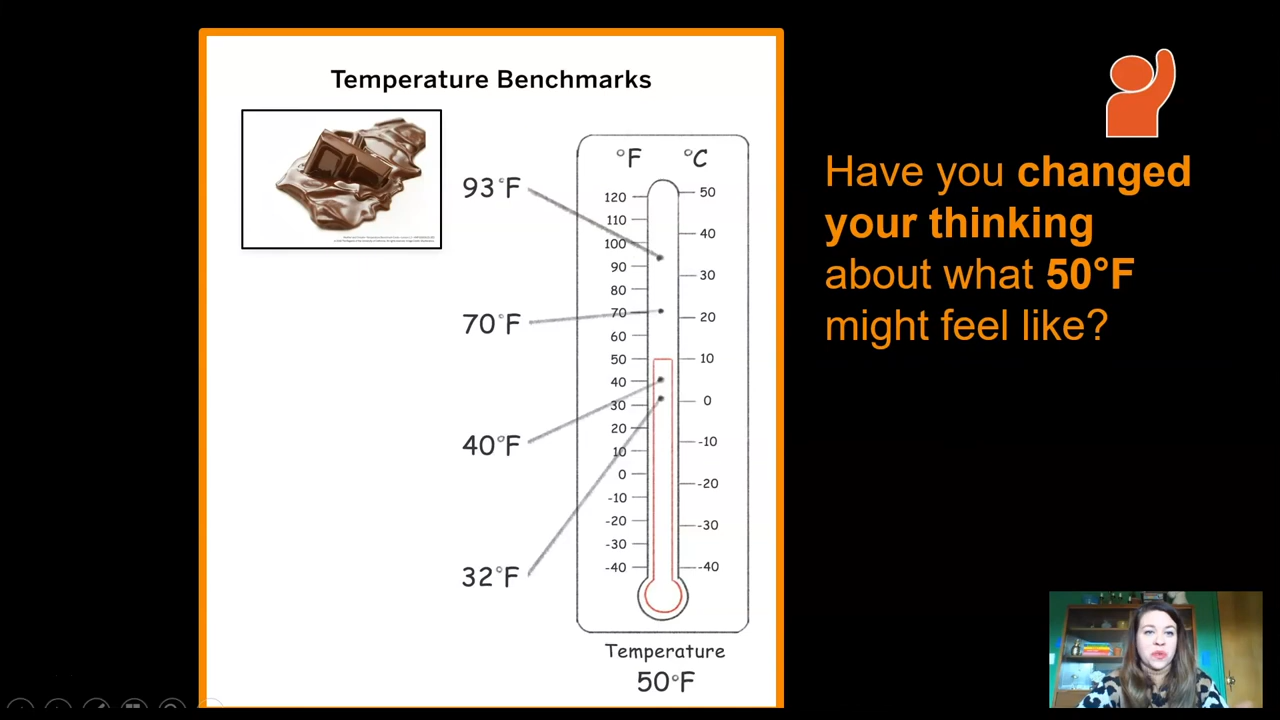 Temperature Benchmarks
93°F
70°F
40°F
32°F
°F °C
120
110
100
90
80
70
60
50
40
30
20
10
0
-10
-20
-30
-40
50
40
30
20
10
0
-10
-20
-30
-40
Temperature
50°F
Have you changed
your thinking
about what 50°F
might feel like?